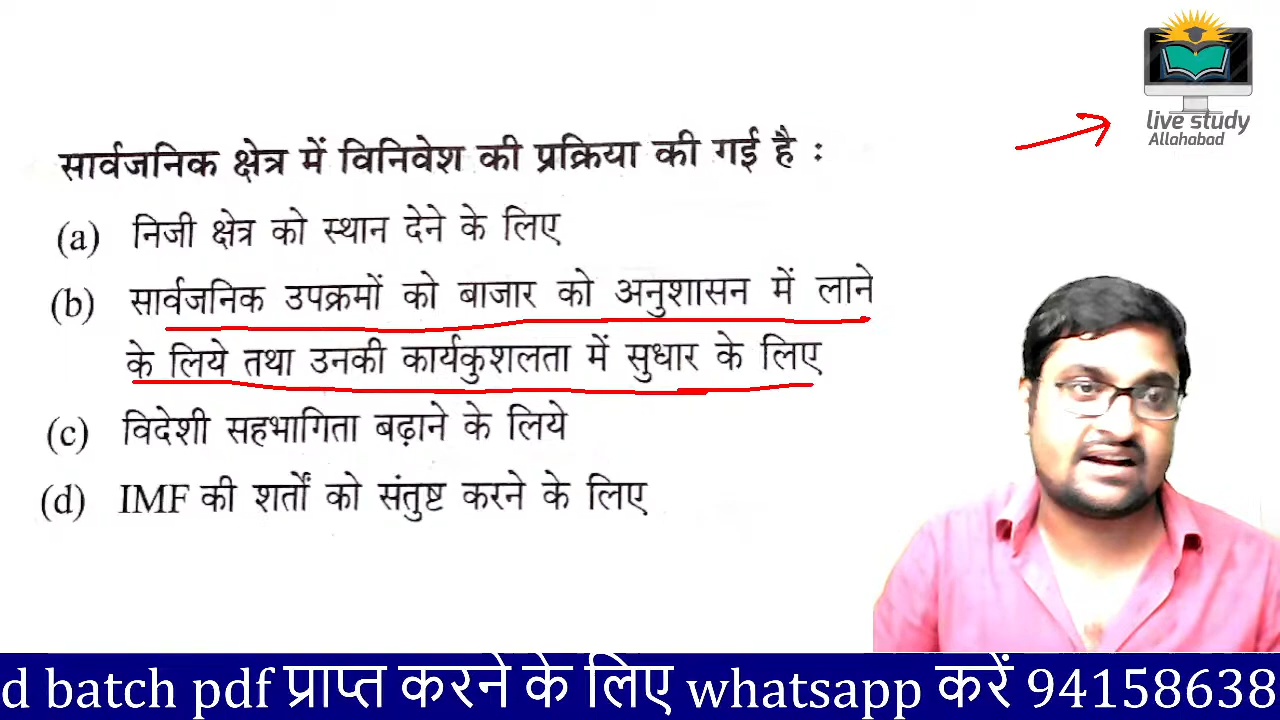 live study
Allahabad
सार्वजनिक क्षेत्र में विनिवेश की प्रक्रिया की गई है :
(a) निजी क्षेत्र को स्थान देने के लिए
(b) सार्वजनिक उपक्रमों को बाजार को अनुशासन में लाने
के लिये तथा उनकी कार्यकुशलता में सुधार के लिए
(c) विदेशी सहभागिता बढ़ाने के लिये
(d) IMF की शर्तों को संतुष्ट करने के लिए
d batch pdf प्राप्त करने के लिए whatsapp करें 94158638